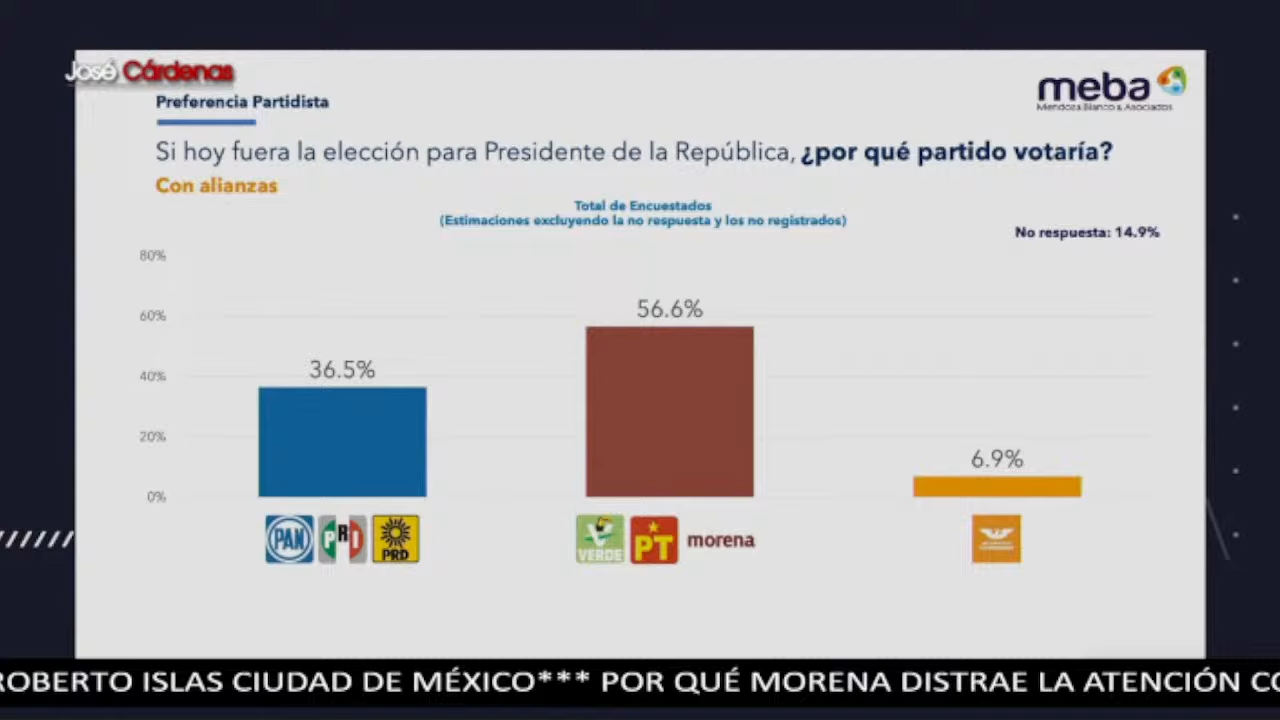 José Cárdenas
meba
Mendoza Blanco & Asociados
Preferencia Partidista
Si hoy fuera la elección para Presidente de la República, ¿por qué partido votaría?
Con alianzas
Total de Encuestados
(Estimaciones excluyendo la no respuesta y los no registrados)
No respuesta: 14.9%
80%
60%
40%
20%
0%
36.5%
56.6%
6.9%
PAN PRI PRD
VERDE PT morena
ROBERTO ISLAS CIUDAD DE MÉXICO*** POR QUÉ MORENA DISTRAE LA ATENCIÓN CO